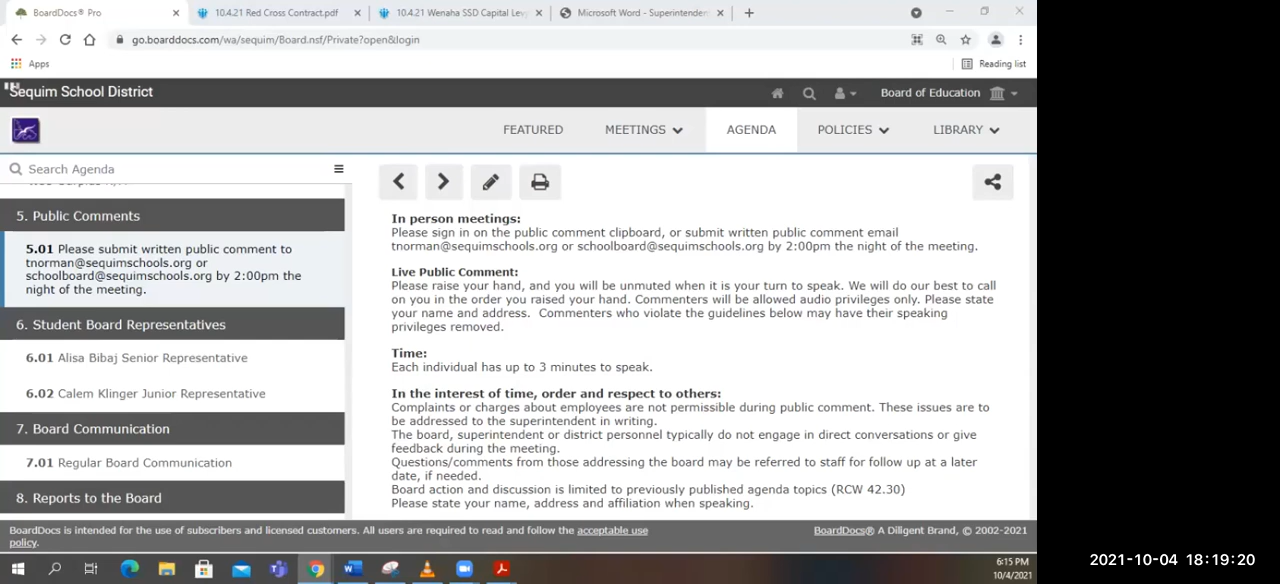 BoardDocs® Pro
10.4.21 Red Cross Contract.pdf
10.4.21 Wenaha SSD Capital Lev
Microsoft Word - Superintenden
go.boarddocs.com/wa/sequim/Board.nsf/Private?open&login
Apps
Reading list
Sequim School District
Board of Education
FEATURED
MEETINGS
AGENDA
POLICIES
LIBRARY
Search Agenda
5. Public Comments
5.01 Please submit written public comment to
tnorman@sequimschools.org or
schoolboard@sequimschools.org by 2:00pm the
night of the meeting.
6. Student Board Representatives
6.01 Alisa Bibaj Senior Representative
6.02 Calem Klinger Junior Representative
7. Board Communication
7.01 Regular Board Communication
8. Reports to the Board
In person meetings:
Please sign in on the public comment clipboard, or submit written public comment email
tnorman@sequimschools.org or schoolboard@sequimschools.org by 2:00pm the night of the meeting.
Live Public Comment:
Please raise your hand, and you will be unmuted when it is your turn to speak. We will do our best to call
on you in the order you raised your hand. Commenters will be allowed audio privileges only. Please state
your name and address.  Commenters who violate the guidelines below may have their speaking
privileges removed.
Time:
Each individual has up to 3 minutes to speak.
In the interest of time, order and respect to others:
Complaints or charges about employees are not permissible during public comment. These issues are to
be addressed to the superintendent in writing.
The board, superintendent or district personnel typically do not engage in direct conversations or give
feedback during the meeting.
Questions/comments from those addressing the board may be referred to staff for follow up at a later
date, if needed.
Board action and discussion is limited to previously published agenda topics (RCW 42.30)
Please state your name, address and affiliation when speaking.
BoardDocs is intended for the use of subscribers and licensed customers. All users are required to read and follow the acceptable use
policy.
BoardDocs® A Diligent Brand, © 2002-2021
6:15 PM
10/4/2021
2021-10-04 18:19:20